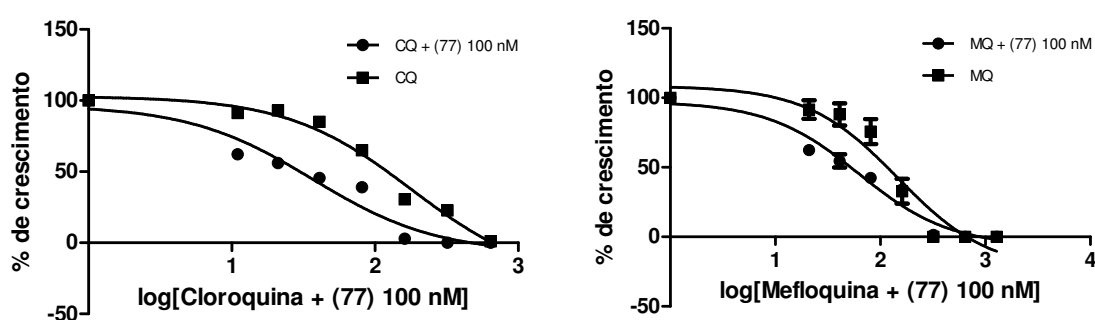 150
100
50
0
-50
% de crescimento
1
2
3
log[Cloroquina + (77) 100 nM]
CQ + (77) 100 nM
CQ
150
100
50
0
-50
% de crescimento
1
2
3
4
log[Mefloquina + (77) 100 nM]
MQ + (77) 100 nM
MQ